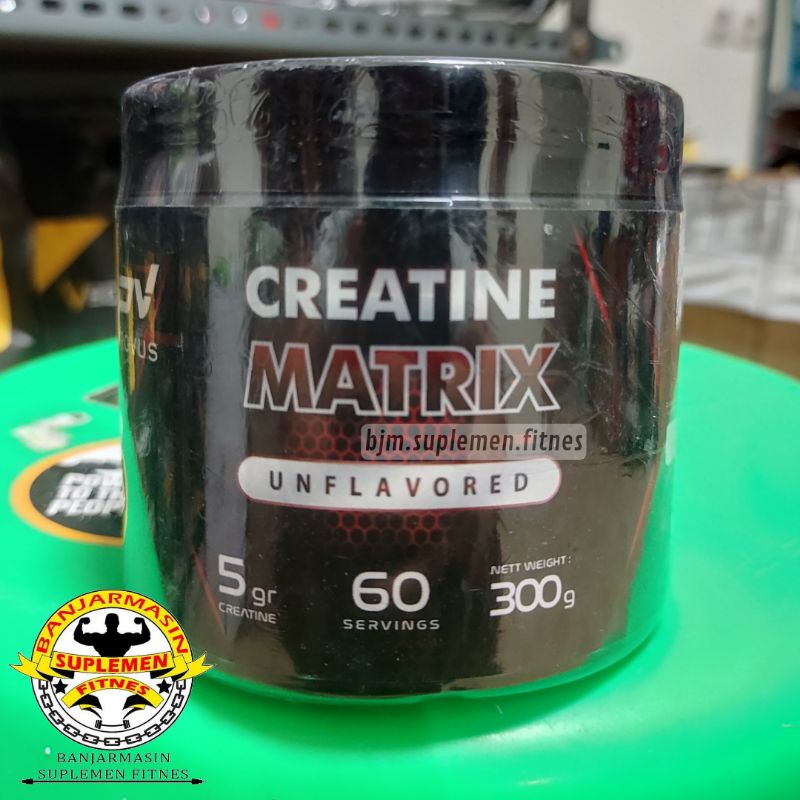 CREATINE
MATRIX
bjm.suplemen.fitnes
UNFLAVORED
5 gr
CREATINE
60
SERVINGS
NETT WEIGHT:
300g
BANJARMASIN
SUPLEMEN
FITNES
BANJARMASIN
SUPLEMEN FITNES